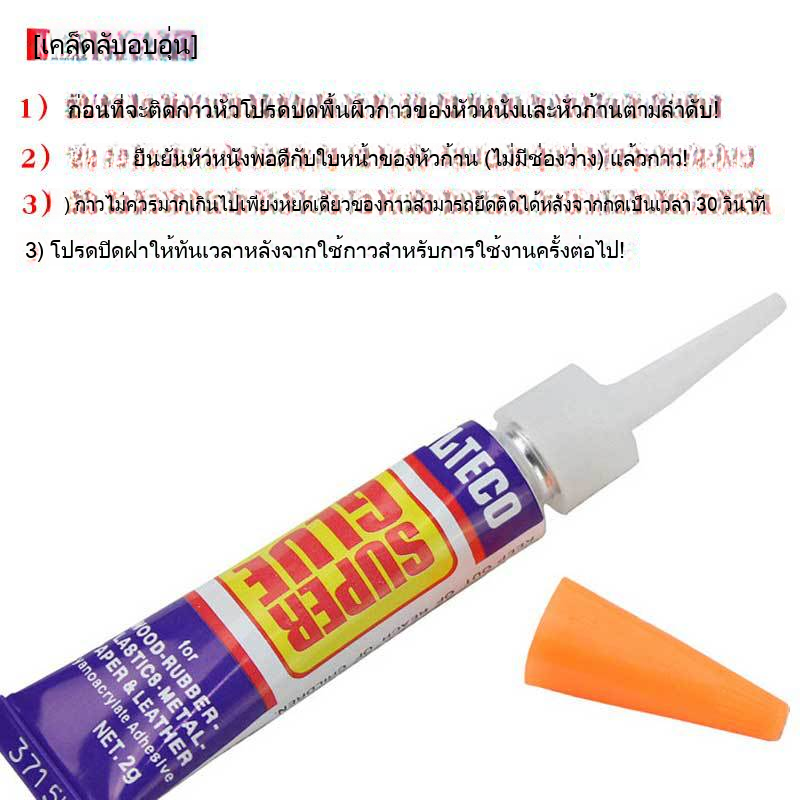 [เคล็ดลับอบอุ่น]
1) ก่อนที่จะติดกาวหัวโปรดบดพื้นผิวกาวของหัวหนังและหัวก้านตามลำดับ!
2) ยืนยันหัวหนังพอดีกับใบหน้าของหัวก้าน (ไม่มีช่องว่าง) แล้วกาว!
3) ) กาวไม่ควรมากเกินไปเพียงหยดเดียวของกาวสามารถยึดติดได้หลังจากกดเป็นเวลา 30 วินาที
3) โปรดปิดฝาให้ทันเวลาหลังจากใช้กาวสำหรับการใช้งานครั้งต่อไป!
LTECO
SUPER
for
WOOD-RUBBER-
PLASTICS-METAL-
PAPER & LEATHER
Cyanoacrylate Adhesive
NET. 2g
KEEP OUT OF REACH OF CHILDREN.
3715